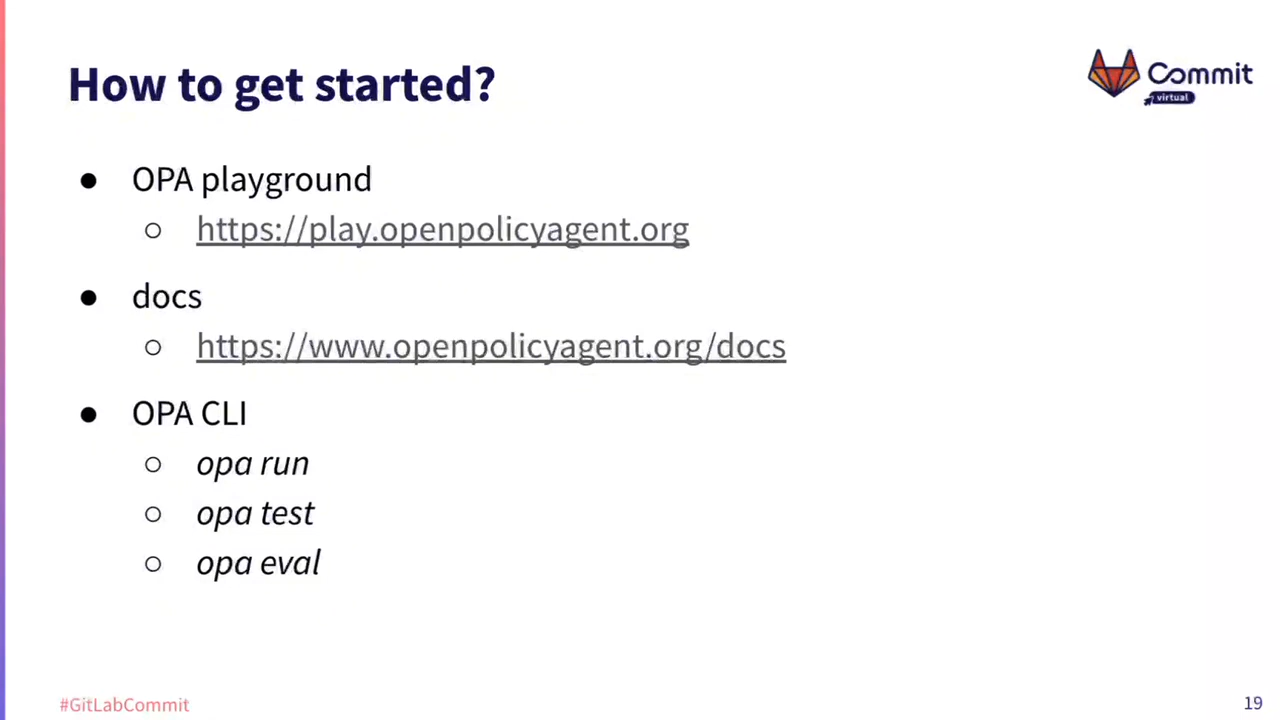 How to get started?
Commit
virtual
● OPA playground
○ https://play.openpolicyagent.org
● docs
○ https://www.openpolicyagent.org/docs
● OPA CLI
○ opa run
○ opa test
○ opa eval
#GitLabCommit
19